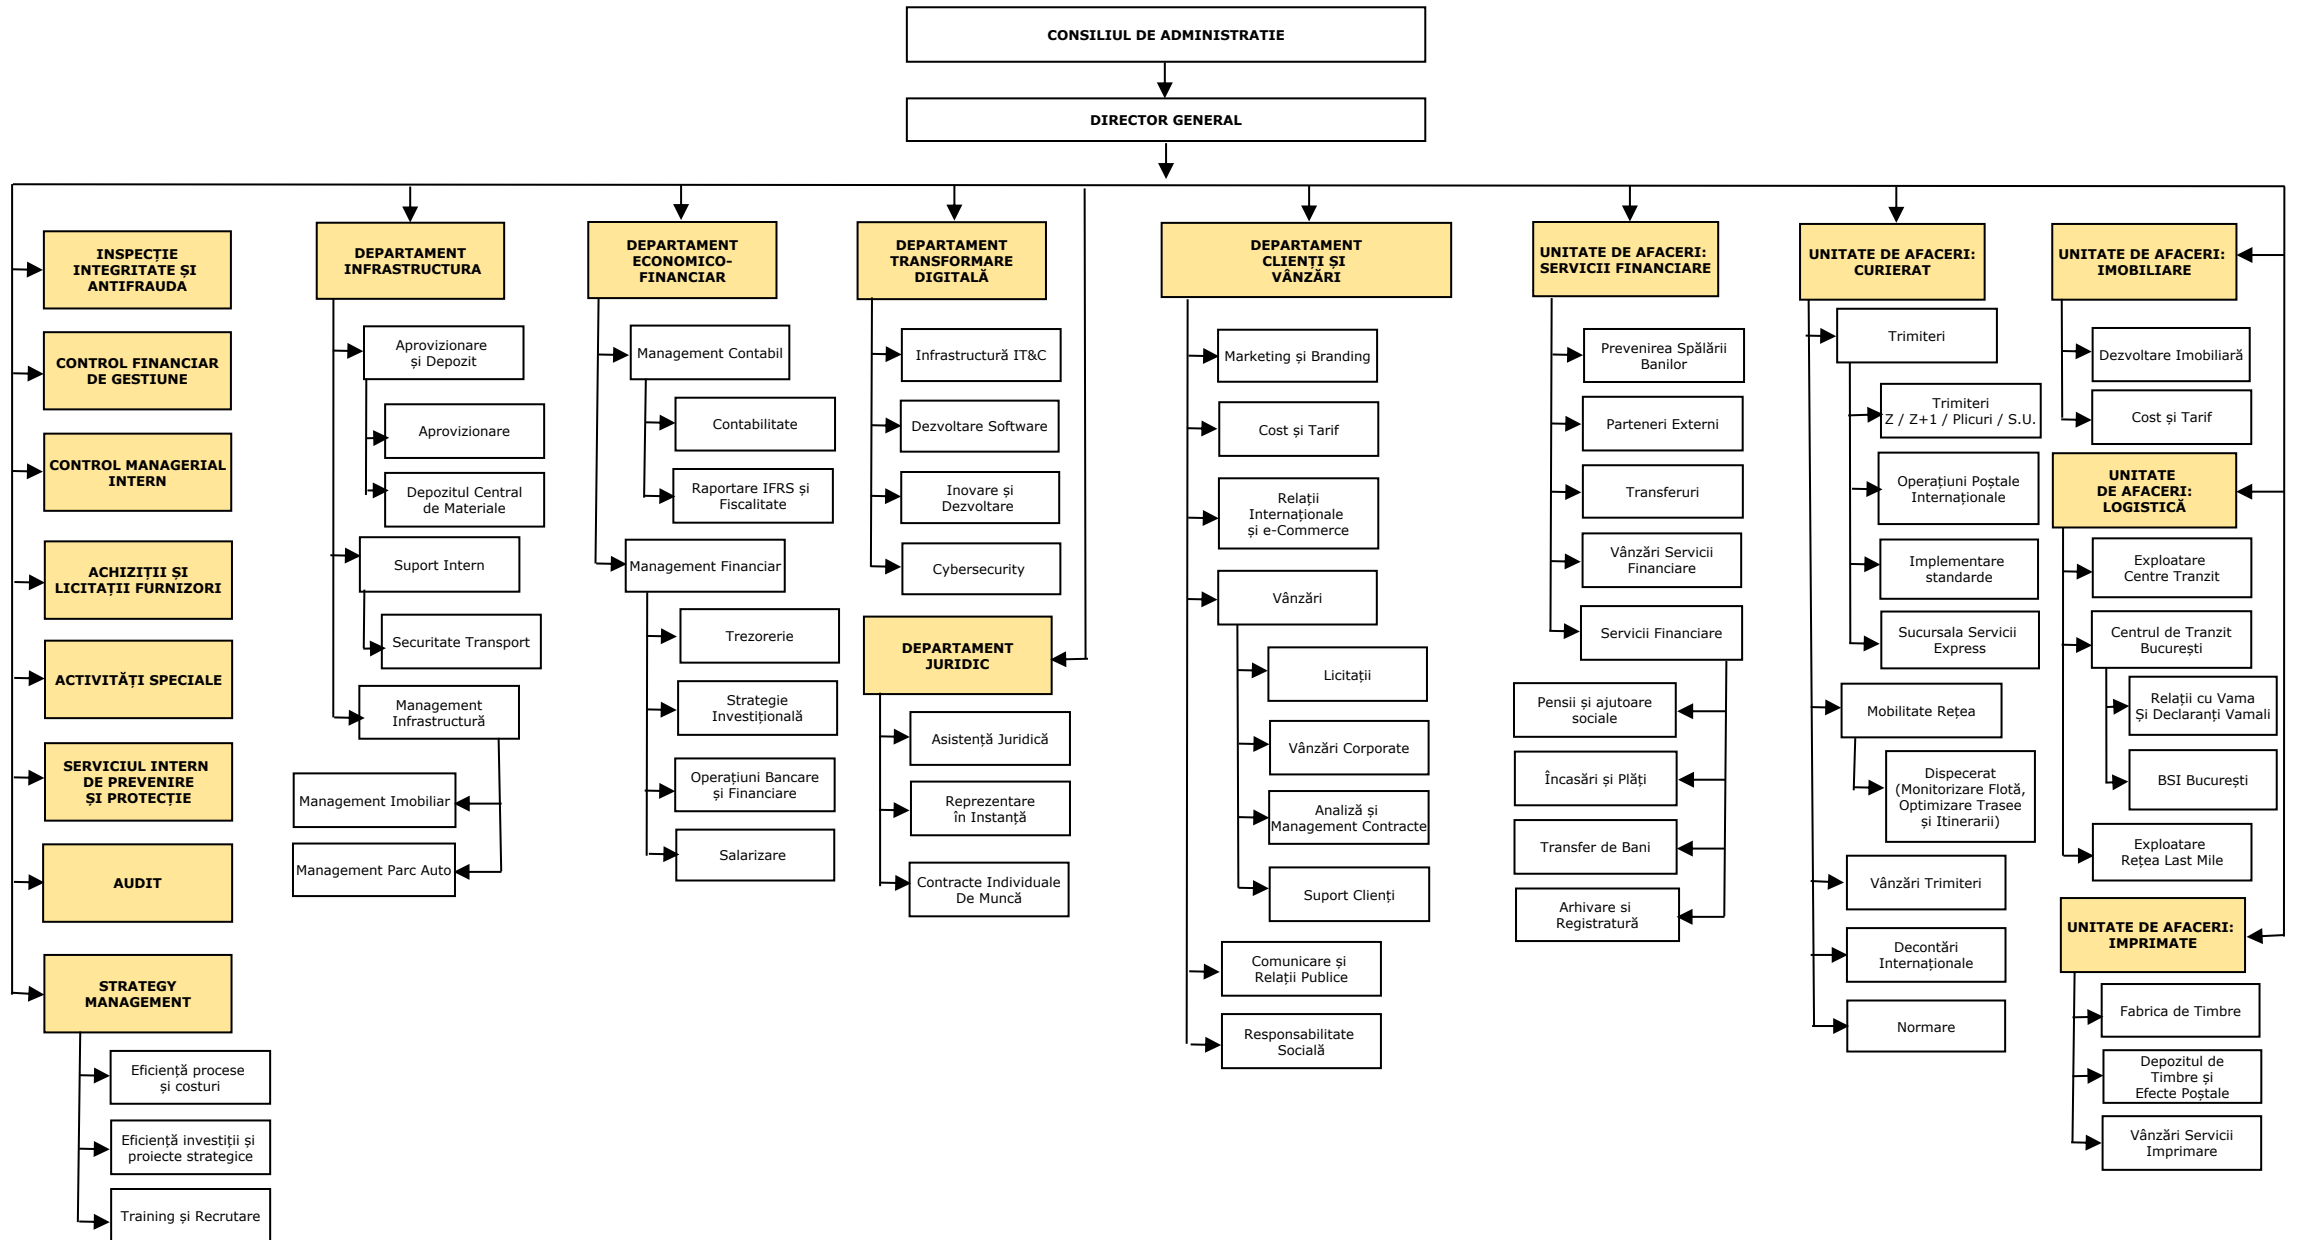 CONSILIUL DE ADMINISTRATIE
DIRECTOR GENERAL
INSPECȚIE
INTEGRITATE ȘI
ANTIFRAUDA
CONTROL FINANCIAR
DE GESTIUNE
CONTROL MANAGERIAL
INTERN
ACHIZIȚII ȘI
LICITAȚII FURNIZORI
ACTIVITĂȚI SPECIALE
SERVICIUL INTERN
DE PREVENIRE
ȘI PROTECȚIE
AUDIT
STRATEGY
MANAGEMENT
Eficiență procese
și costuri
Eficiență investiții și
proiecte strategice
Training și Recrutare
DEPARTAMENT
INFRASTRUCTURA
Aprovizionare
și Depozit
Aprovizionare
Depozitul Central
de Materiale
Suport Intern
Securitate Transport
Management
Infrastructură
Management Imobiliar
Management Parc Auto
DEPARTAMENT
ECONOMICO-
FINANCIAR
Management Contabil
Contabilitate
Raportare IFRS și
Fiscalitate
Management Financiar
Trezorerie
Strategie
Investițională
Operațiuni Bancare
și Financiare
Salarizare
DEPARTAMENT
TRANSFORMARE
DIGITALĂ
Infrastructură IT&C
Dezvoltare Software
Inovare și
Dezvoltare
Cybersecurity
DEPARTAMENT
JURIDIC
Asistență Juridică
Reprezentare
în Instanță
Contracte Individuale
De Muncă
DEPARTAMENT
CLIENȚI ȘI
VÂNZĂRI
Marketing și Branding
Cost și Tarif
Relații
Internaționale
și e-Commerce
Vânzări
Licitații
Vânzări Corporate
Analiză și
Management Contracte
Suport Clienți
Comunicare și
Relații Publice
Responsabilitate
Socială
UNITATE DE AFACERI:
SERVICII FINANCIARE
Prevenirea Spălării
Banilor
Parteneri Externi
Transferuri
Vânzări Servicii
Financiare
Servicii Financiare
Pensii și ajutoare
sociale
Încasări și Plăți
Transfer de Bani
Arhivare si
Registratură
UNITATE DE AFACERI:
CURIERAT
Trimiteri
Trimiteri
Z / Z+1 / Plicuri / S.U.
Operațiuni Poștale
Internaționale
Implementare
standarde
Sucursala Servicii
Express
Mobilitate Rețea
Dispecerat
(Monitorizare Flotă,
Optimizare Trasee
și Itinerarii)
Vânzări Trimiteri
Decontări
Internaționale
Normare
UNITATE DE AFACERI:
IMOBILIARE
Dezvoltare Imobiliară
Cost și Tarif
UNITATE
DE AFACERI:
LOGISTICĂ
Exploatare
Centre Tranzit
Centrul de Tranzit
București
Relații cu Vama
Și Declaranți Vamali
BSI București
Exploatare
Rețea Last Mile
UNITATE DE AFACERI:
IMPRIMATE
Fabrica de Timbre
Depozitul de
Timbre și
Efecte Poștale
Vânzări Servicii
Imprimare